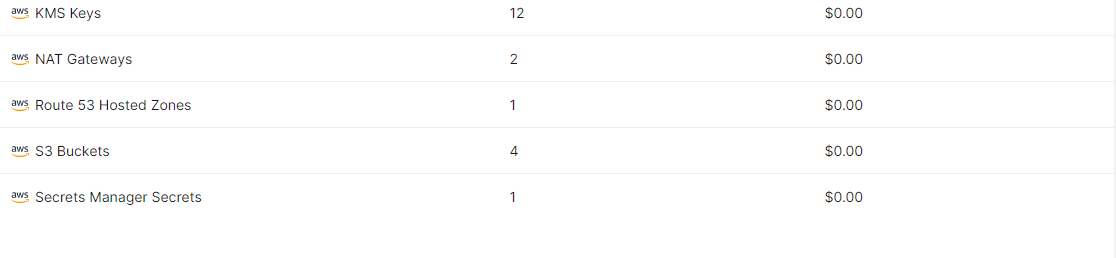 aws KMS Keys 12 $0.00
aws NAT Gateways 2 $0.00
aws Route 53 Hosted Zones 1 $0.00
aws S3 Buckets 4 $0.00
aws Secrets Manager Secrets 1 $0.00